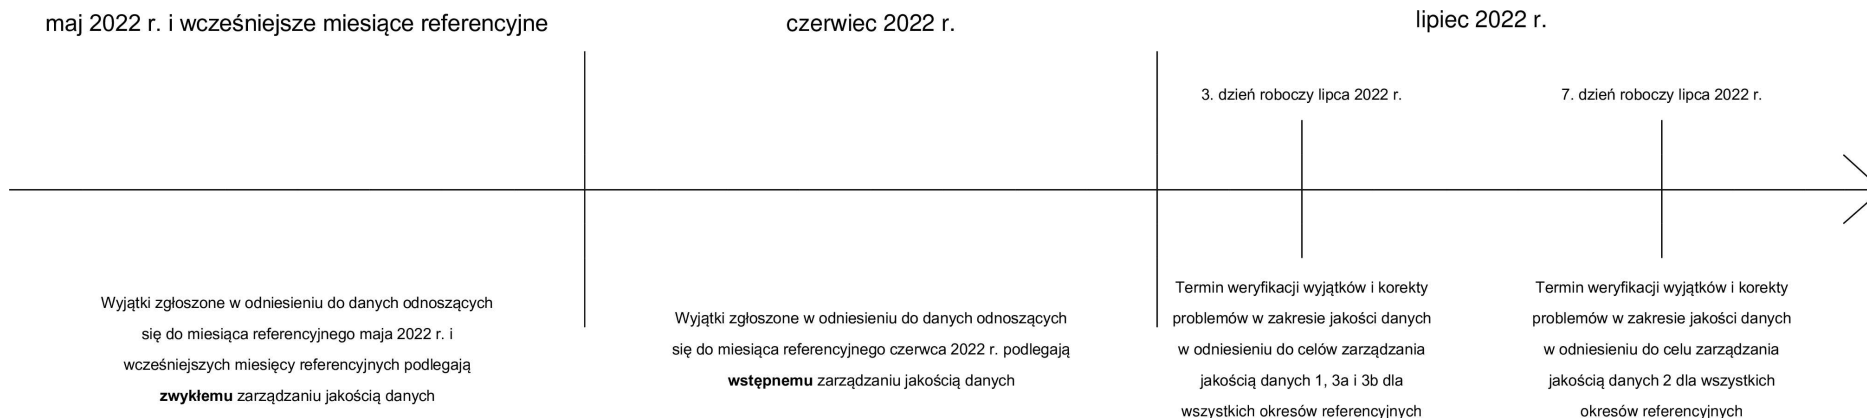 maj 2022 r. i wcześniejsze miesiące referencyjne
czerwiec 2022 r.
lipiec 2022 r.
3. dzień roboczy lipca 2022 r.
7. dzień roboczy lipca 2022 r.
Wyjątki zgłoszone w odniesieniu do danych odnoszących
się do miesiąca referencyjnego maja 2022 r. i
wcześniejszych miesięcy referencyjnych podlegają
zwykłemu zarządzaniu jakością danych
Wyjątki zgłoszone w odniesieniu do danych odnoszących
się do miesiąca referencyjnego czerwca 2022 r. podlegają
wstępnemu zarządzaniu jakością danych
Termin weryfikacji wyjątków i korekty
problemów w zakresie jakości danych
w odniesieniu do celów zarządzania
jakością danych 1, 3a i 3b dla
wszystkich okresów referencyjnych
Termin weryfikacji wyjątków i korekty
problemów w zakresie jakości danych
w odniesieniu do celu zarządzania
jakością danych 2 dla wszystkich
okresów referencyjnych